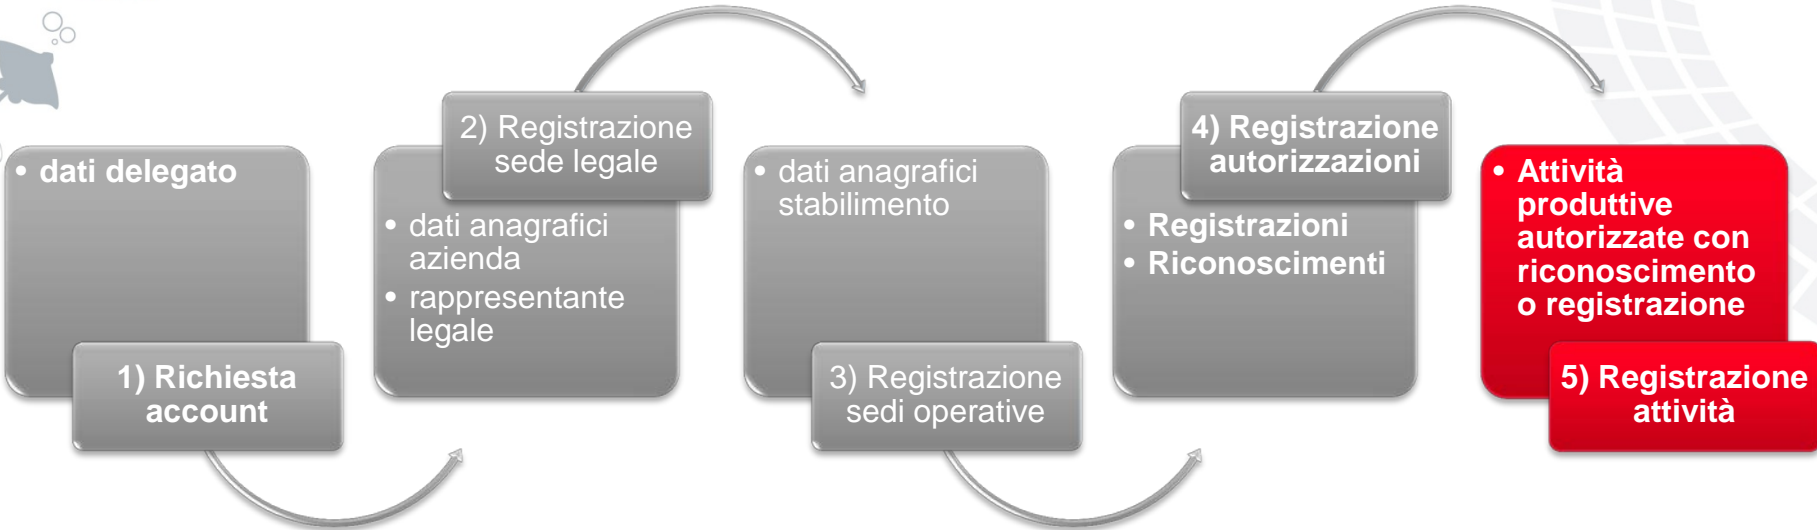 • dati delegato
1) Richiesta
account
2) Registrazione
sede legale
• dati anagrafici
azienda
• rappresentante
legale
• dati anagrafici
stabilimento
3) Registrazione
sedi operative
4) Registrazione
autorizzazioni
• Registrazioni
• Riconoscimenti
• Attività
produttive
autorizzate con
riconoscimento
o registrazione
5) Registrazione
attività